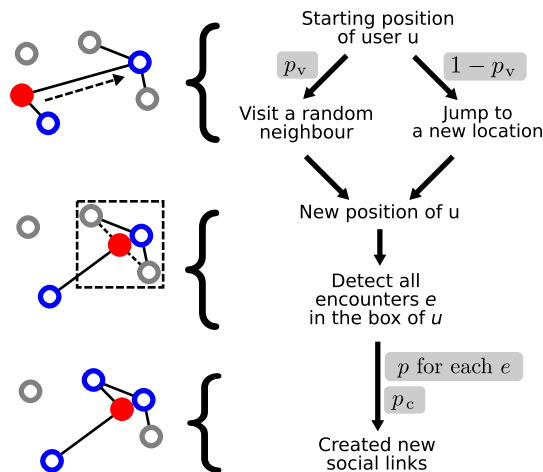 Starting position
of user u
p_v
1 − p_v
Visit a random
neighbour
Jump to
a new location
New position of u
Detect all
encounters e
in the box of u
p for each e
p_c
Created new
social links